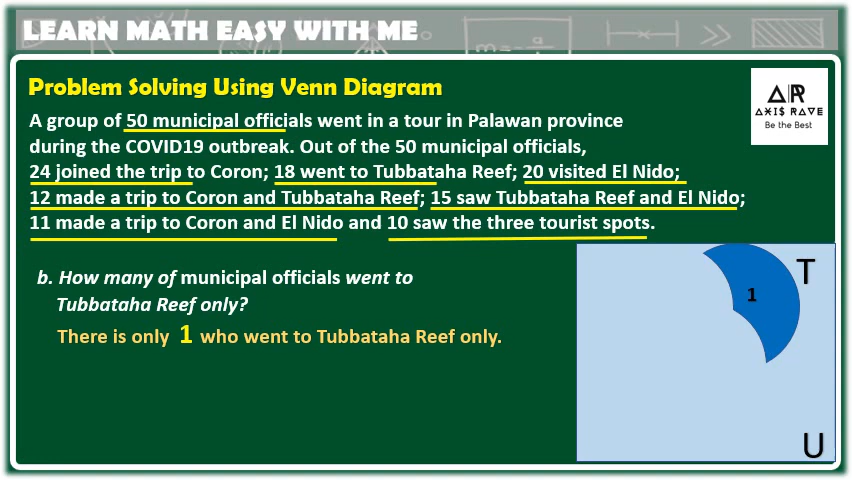 LEARN MATH EASY WITH ME
Problem Solving Using Venn Diagram
AR
AXIS RAVE
Be the Best
A group of 50 municipal officials went in a tour in Palawan province
during the COVID19 outbreak. Out of the 50 municipal officials,
24 joined the trip to Coron; 18 went to Tubbataha Reef; 20 visited El Nido;
12 made a trip to Coron and Tubbataha Reef; 15 saw Tubbataha Reef and El Nido;
11 made a trip to Coron and El Nido and 10 saw the three tourist spots.
b. How many of municipal officials went to
Tubbataha Reef only?
There is only 1 who went to Tubbataha Reef only.
T
1
U